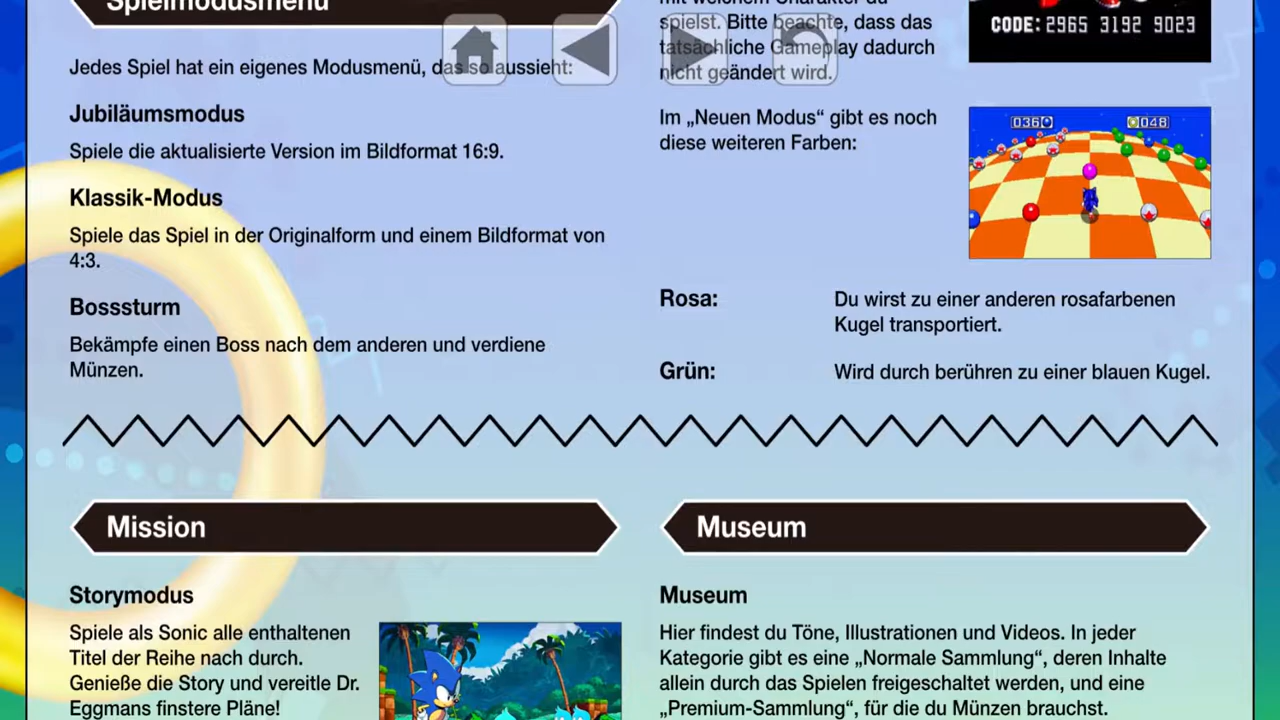 Spielmodusmenü
Jedes Spiel hat ein eigenes Modusmenü, das so aussieht:
Jubiläumsmodus
Spiele die aktualisierte Version im Bildformat 16:9.
Klassik-Modus
Spiele das Spiel in der Originalform und einem Bildformat von
4:3.
Bosssturm
Bekämpfe einen Boss nach dem anderen und verdiene
Münzen.
mit welchem Charakter du
spielst. Bitte beachte, dass das
tatsächliche Gameplay dadurch
nicht geändert wird.
CODE: 2965 3192 9023
Im „Neuen Modus“ gibt es noch
diese weiteren Farben:
036 048
Rosa: Du wirst zu einer anderen rosafarbenen
Kugel transportiert.
Grün: Wird durch berühren zu einer blauen Kugel.
Mission
Storymodus
Spiele als Sonic alle enthaltenen
Titel der Reihe nach durch.
Genieße die Story und vereitle Dr.
Eggmans finstere Pläne!
Museum
Museum
Hier findest du Töne, Illustrationen und Videos. In jeder
Kategorie gibt es eine „Normale Sammlung“, deren Inhalte
allein durch das Spielen freigeschaltet werden, und eine
„Premium-Sammlung“, für die du Münzen brauchst.